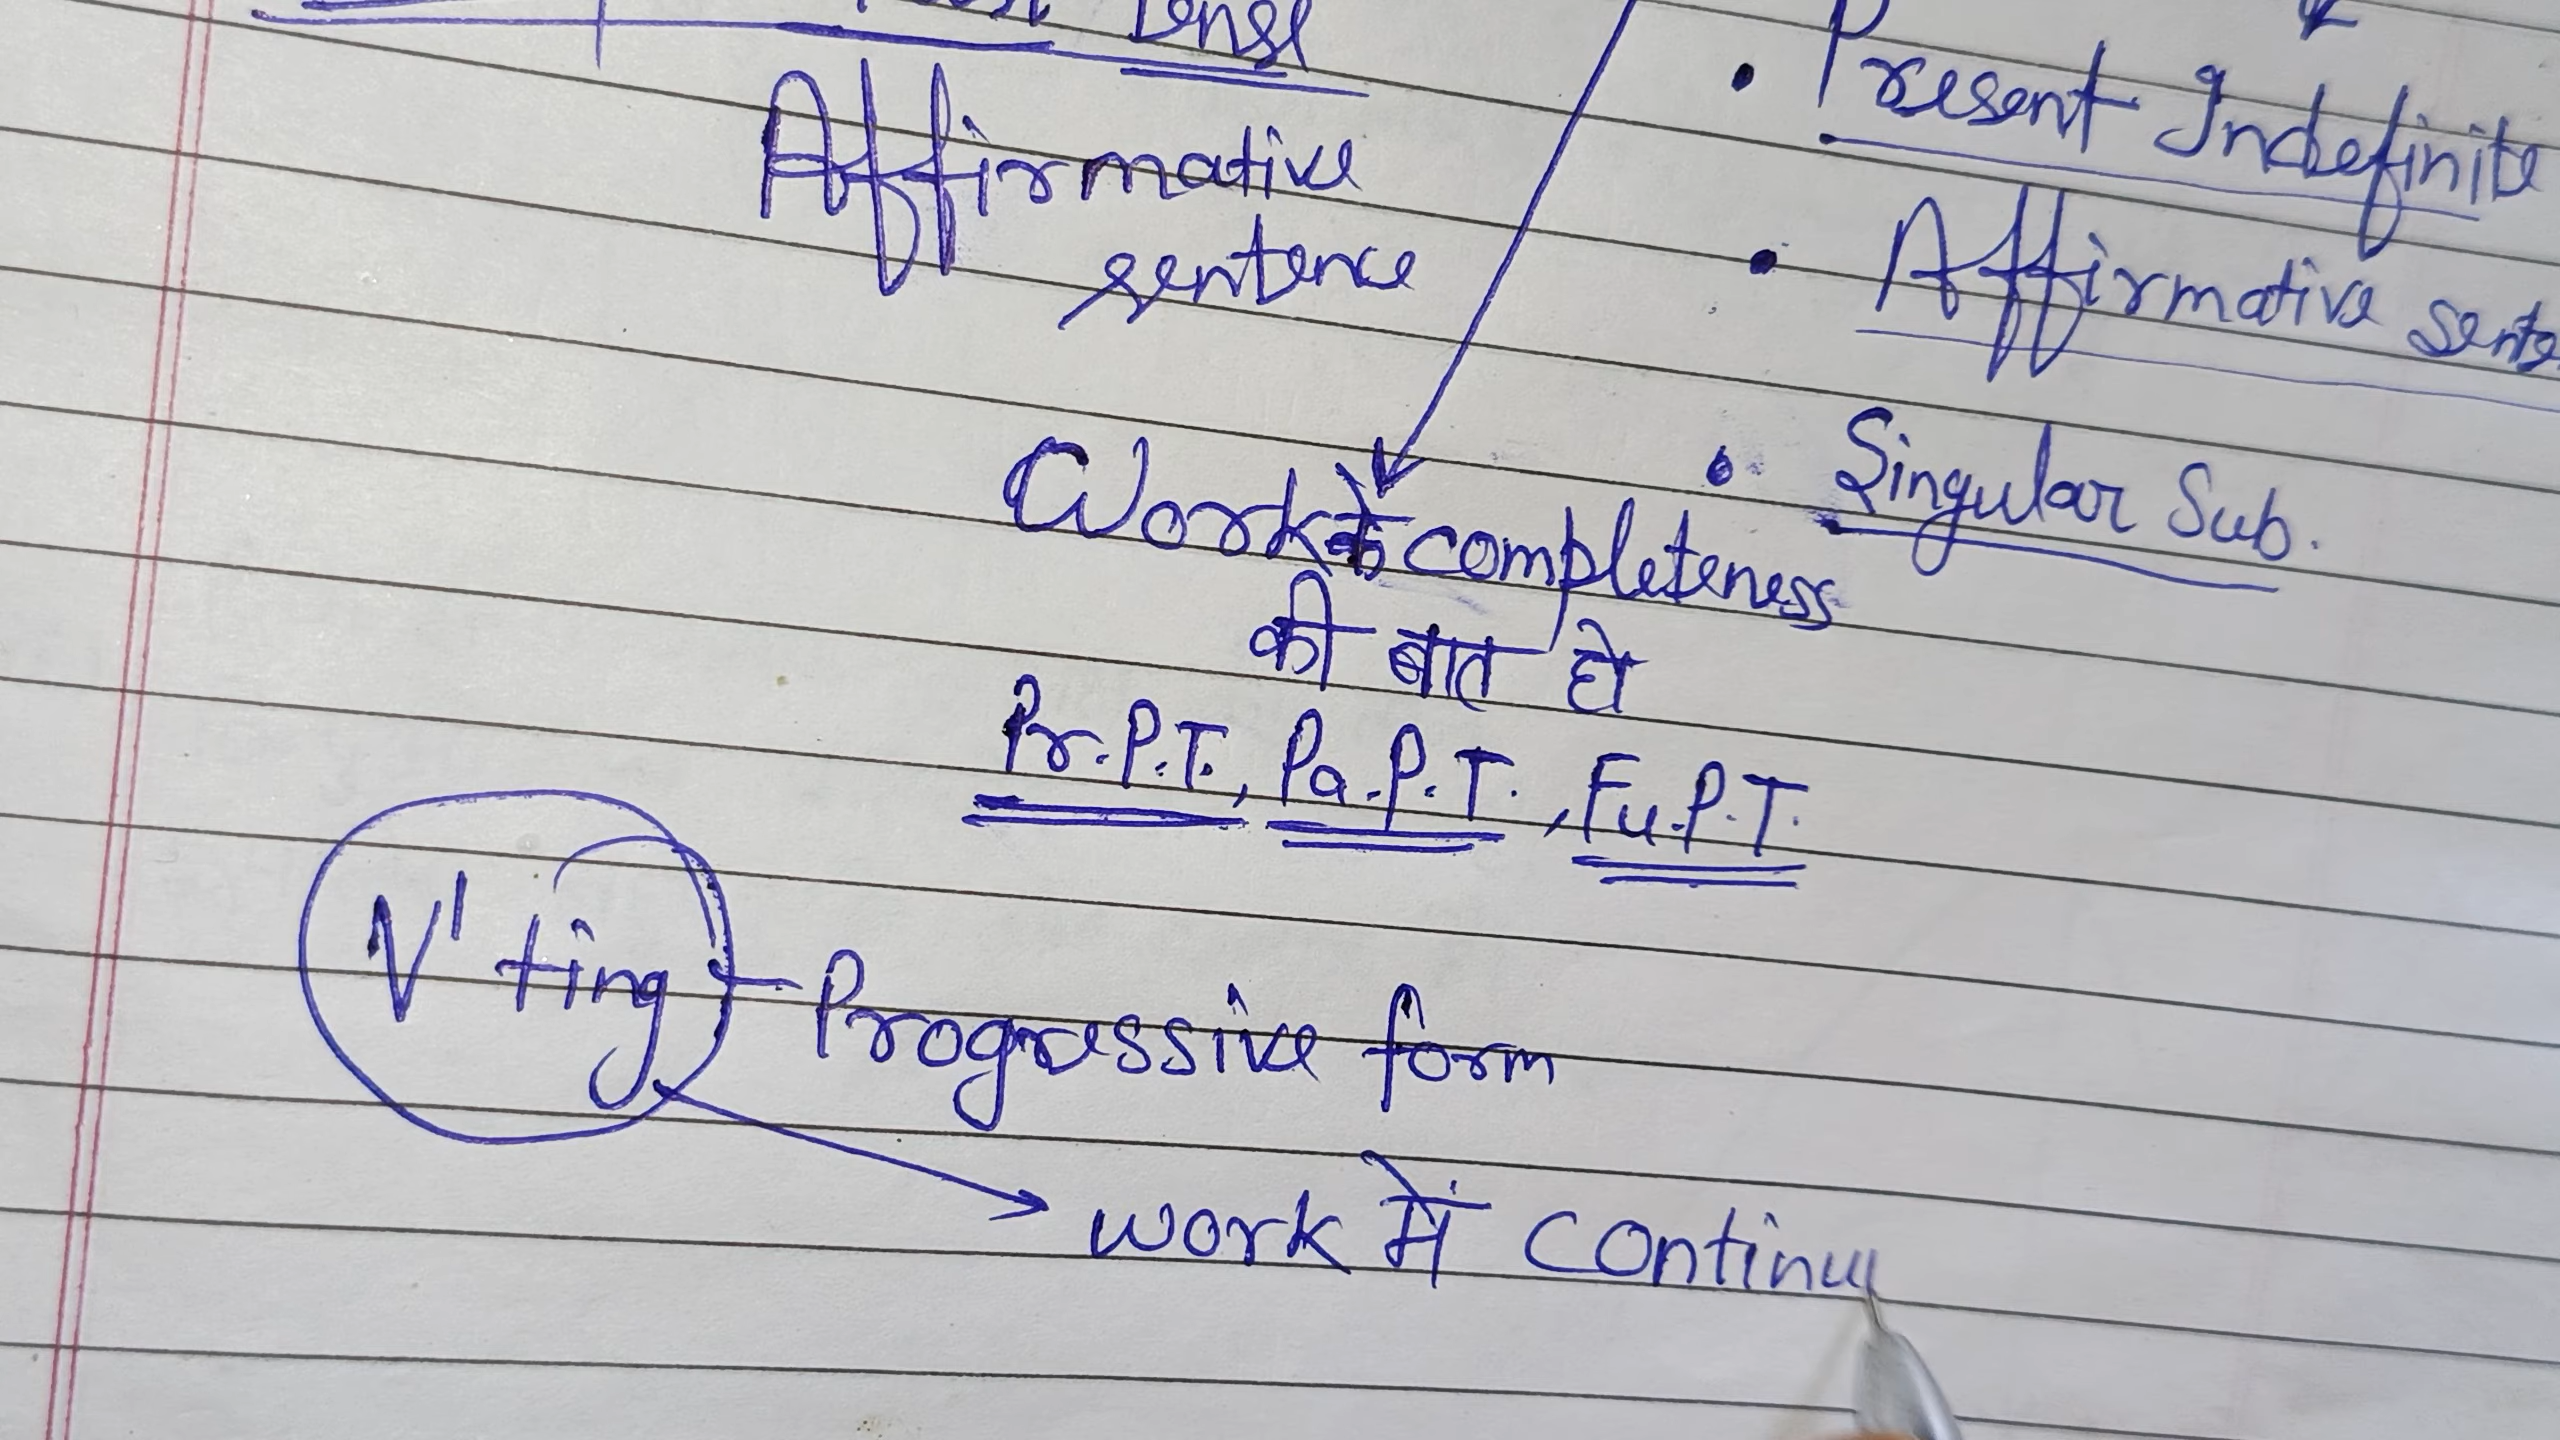 Tense
Affirmative
sentence
• Present Indefinite
• Affirmative sente
• Singular Sub.
Work के completeness
की बात हो
Pr.P.T., Pa.P.T., Fu.P.T.
V' +ing - Progressive form
work में continu